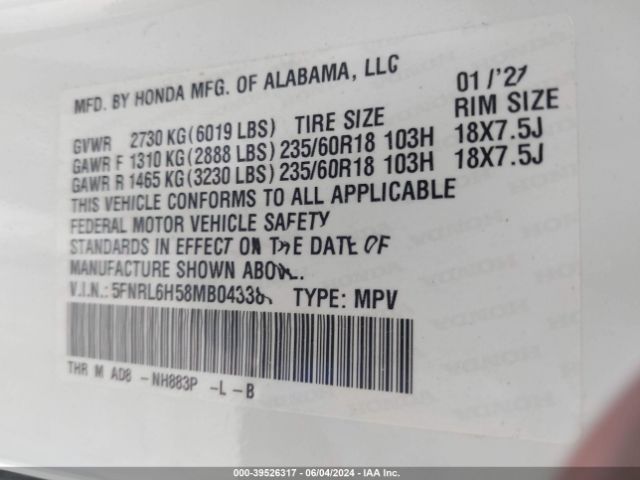 MFD. BY HONDA MFG. OF ALABAMA, LLC 01/'21
GVWR 2730 KG(6019 LBS) TIRE SIZE RIM SIZE
GAWR F 1310 KG(2888 LBS)235/60R18 103H 18X7.5J
GAWR R 1465 KG(3230 LBS)235/60R18 103H 18X7.5J
THIS VEHICLE CONFORMS TO ALL APPLICABLE
FEDERAL MOTOR VEHICLE SAFETY
STANDARDS IN EFFECT ON THE DATE OF
MANUFACTURE SHOWN ABOVE.
V.I.N.: TYPE: MPV
THR M AD8 -NH883P -L -B
000-39526317 - 06/04/2024 - IAAI.COM